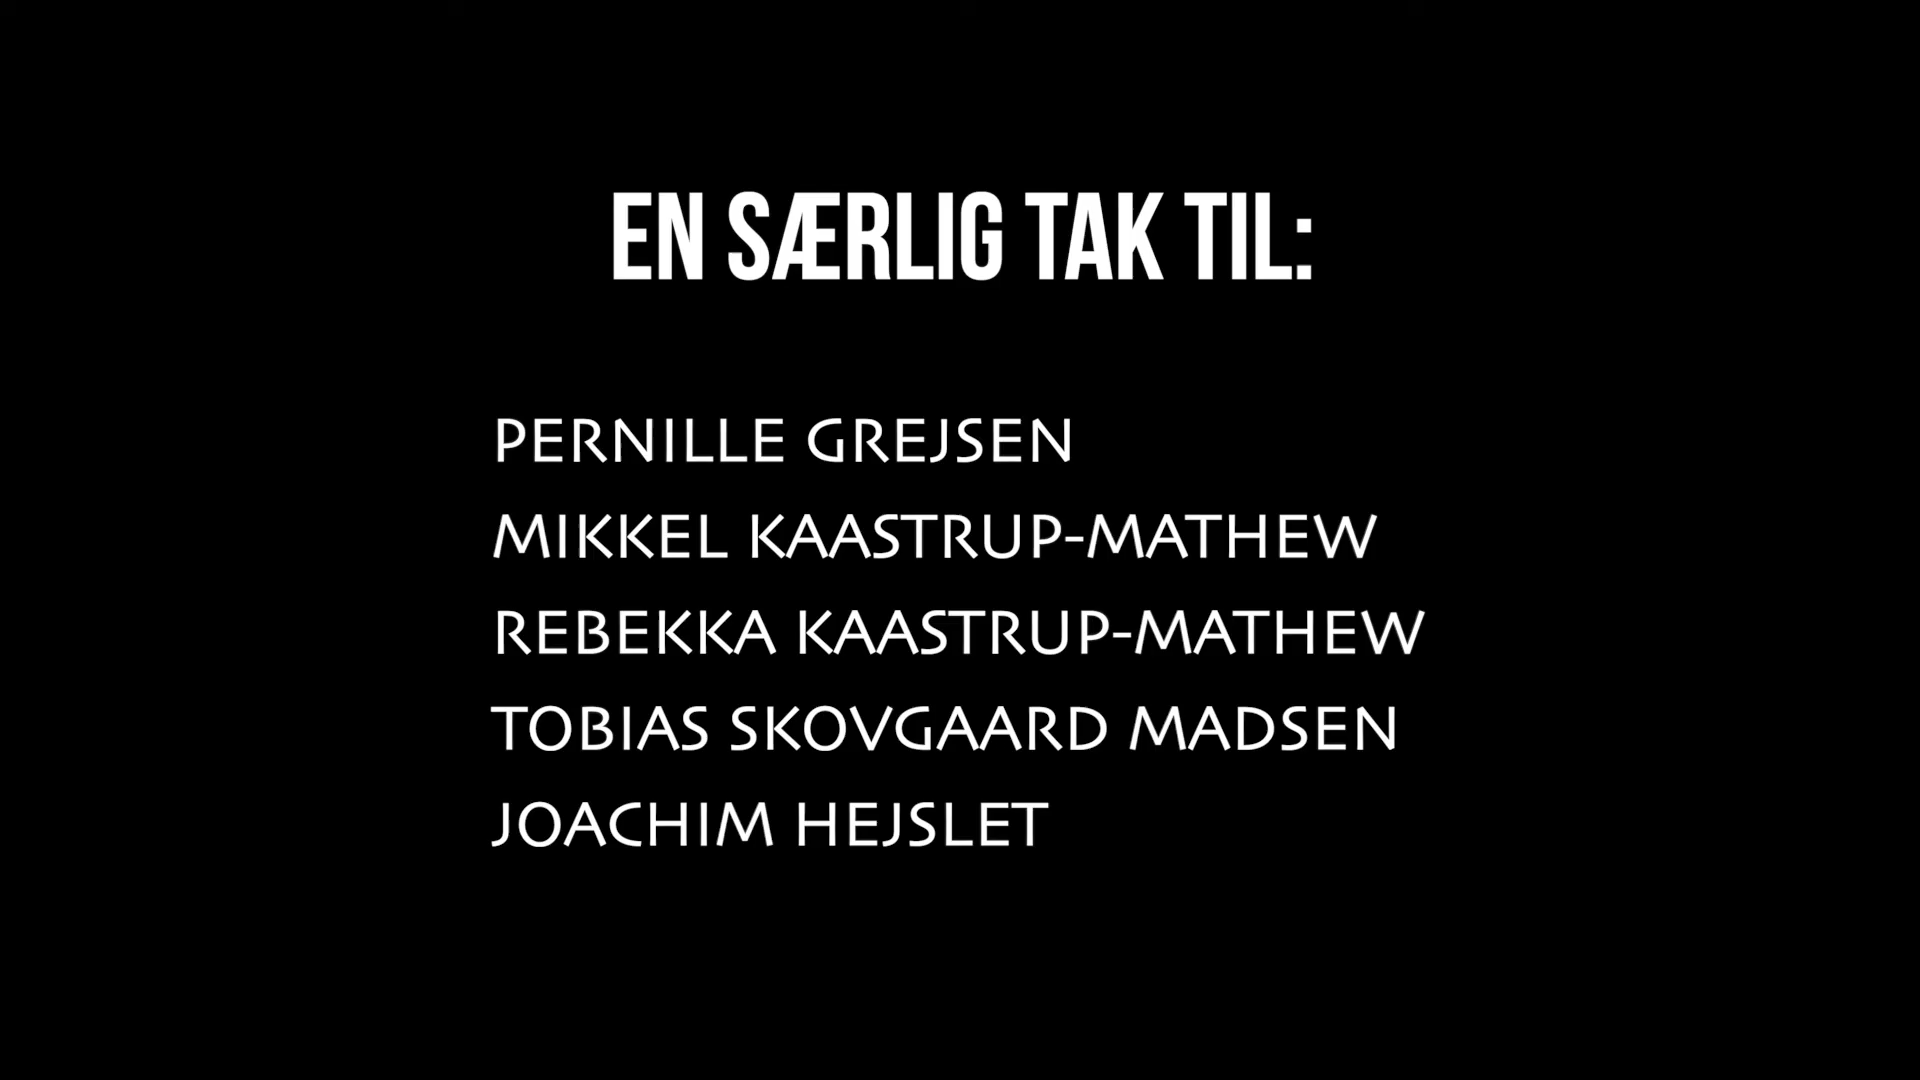 EN SÆRLIG TAK TIL:
PERNILLE GREJSEN
MIKKEL KAASTRUP-MATHEW
REBEKKA KAASTRUP-MATHEW
TOBIAS SKOVGAARD MADSEN
JOACHIM HEJSLET